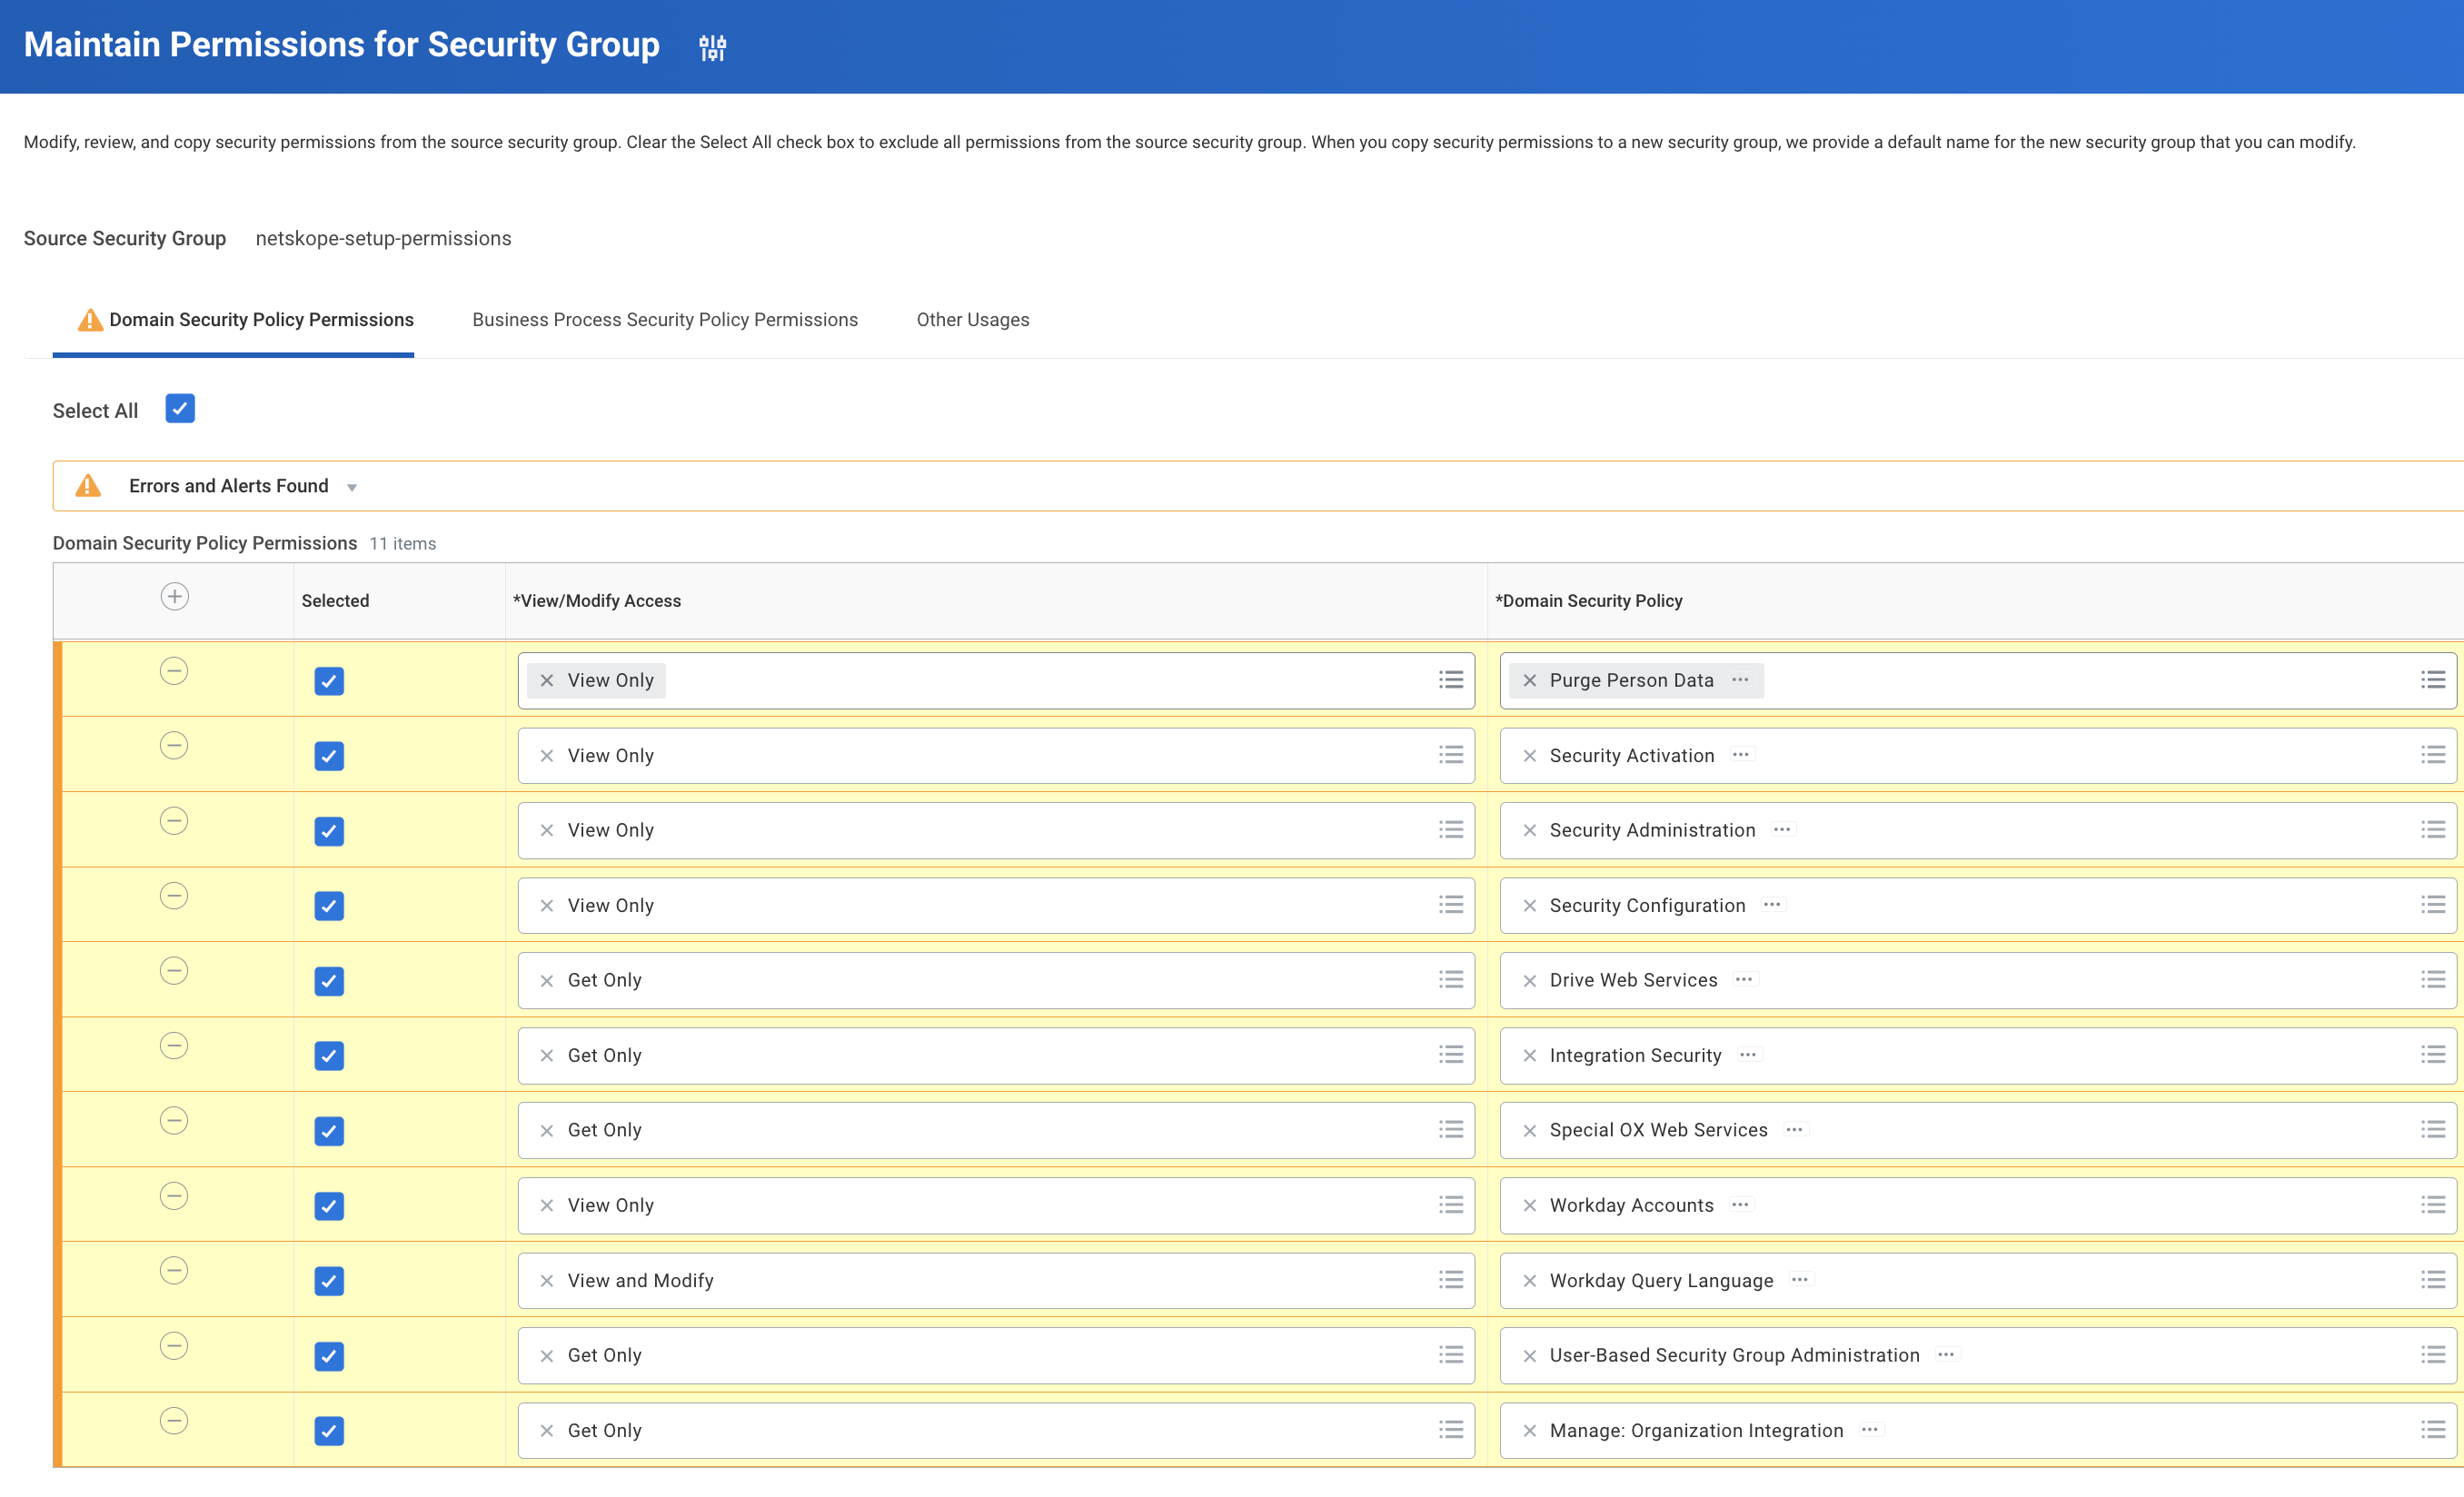 Maintain Permissions for Security Group
Modify, review, and copy security permissions from the source security group. Clear the Select All check box to exclude all permissions from the source security group. When you copy security permissions to a new security group, we provide a default name for the new security group that you can modify.
Source Security Group netskope-setup-permissions
Domain Security Policy Permissions Business Process Security Policy Permissions Other Usages
Select All
Errors and Alerts Found
Domain Security Policy Permissions 11 items
Selected *View/Modify Access *Domain Security Policy
View Only Purge Person Data
View Only Security Activation
View Only Security Administration
View Only Security Configuration
Get Only Drive Web Services
Get Only Integration Security
Get Only Special OX Web Services
View Only Workday Accounts
View and Modify Workday Query Language
Get Only User-Based Security Group Administration
Get Only Manage: Organization Integration